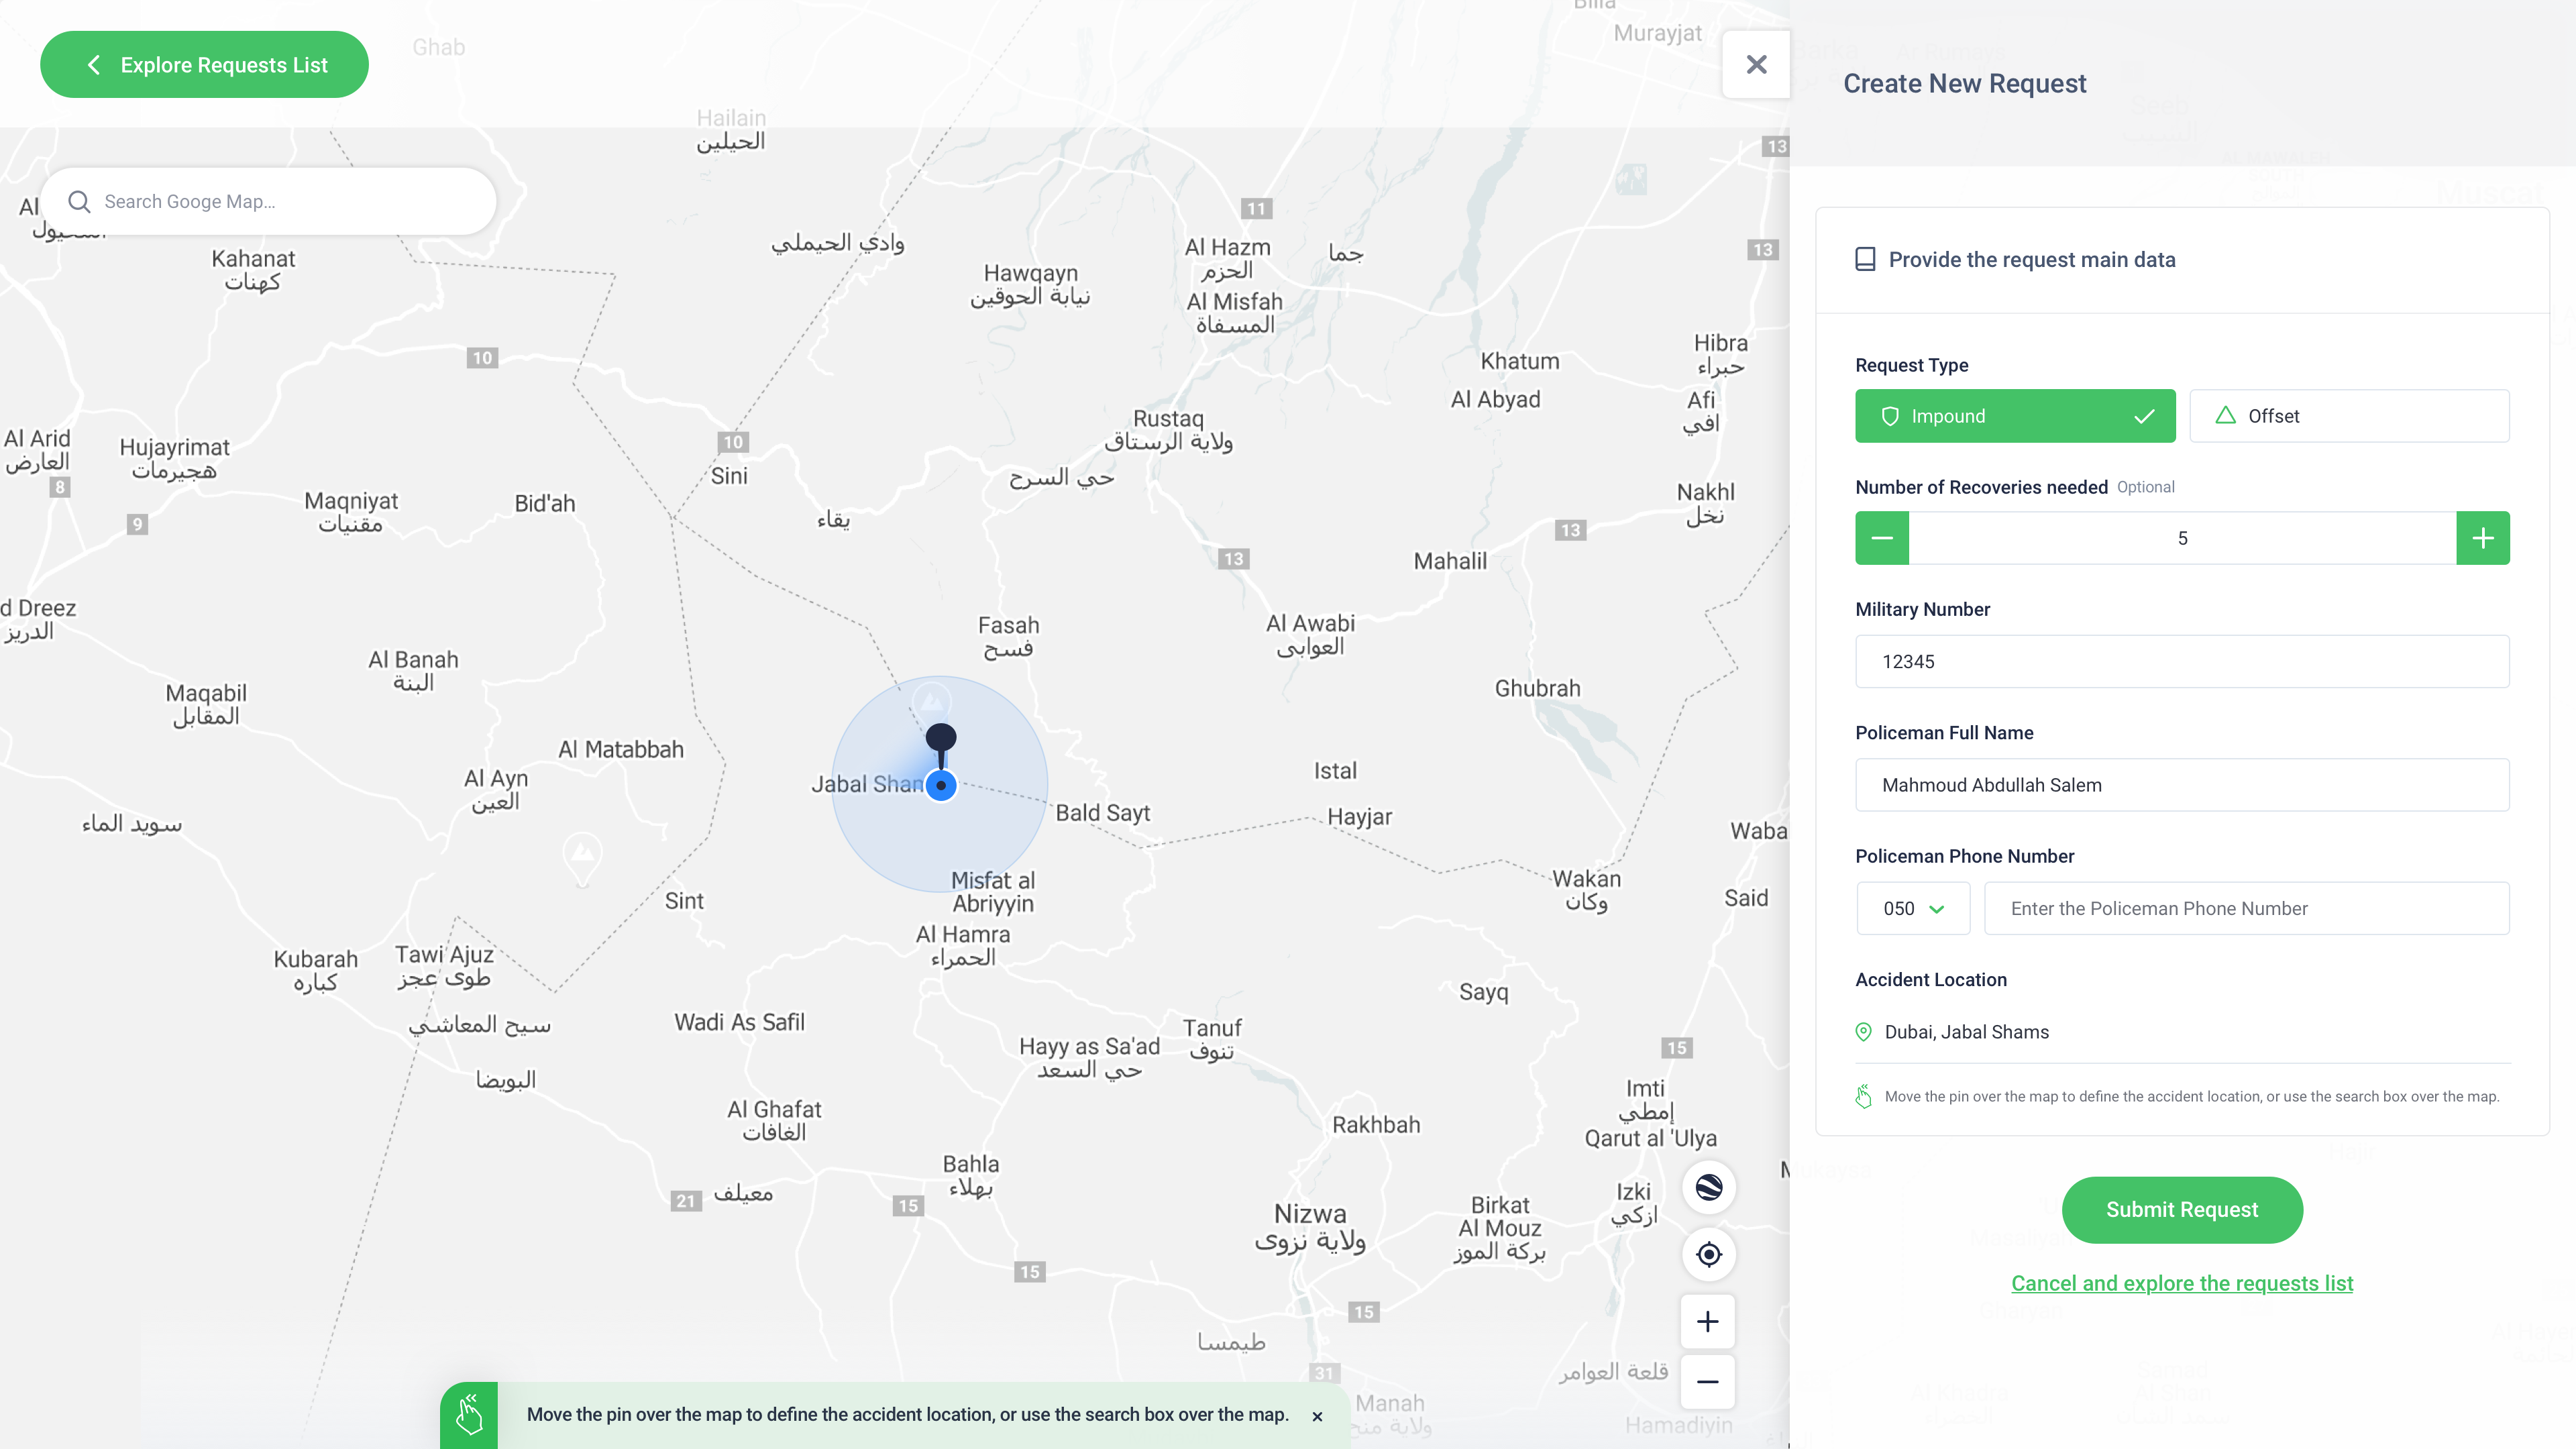 Billa
Murayjat
Ghab
Explore Requests List
Hailain
الحيلين
13
Search Googe Map...
Al
11
Kahanat
كهنات
وادي الحيملي
Al Hazm
الحزم
جما
13
Hawqayn
نيابة الحوقين
Al Misfah
المسفاة
10
Khatum
Hibra
حبراء
Al Abyad
Afi
افي
Rustaq
ولاية الرستاق
Al Arid
العارض
Hujayrimat
هجيرمات
10
Sini
حي السرح
8
Maqniyat
مقنيات
Bid'ah
Nakhl
نخل
9
يقاء
13
13
Mahalil
d Dreez
الدريز
Fasah
فسح
Al Awabi
العوابى
Al Banah
البنة
Maqabil
المقابل
Ghubrah
Al Matabbah
Al Ayn
العين
Jabal Sham
Istal
Bald Sayt
Hayjar
سويد الماء
Waba
Misfat al
Abriyyin
Wakan
وكان
Sint
Said
Al Hamra
الحمراء
Kubarah
كباره
Tawi Ajuz
طوى عجز
Sayq
سيح المعاشي
Wadi As Safil
Tanuf
تنوف
Hayy as Sa'ad
حي السعد
15
البويضا
Imti
إمطي
Al Ghafat
الغافات
Rakhbah
Qarut al 'Ulya
Bahla
بهلاء
21
معيلف
15
Izki
ازكي
Nizwa
ولاية نزوى
Birkat
Al Mouz
بركة الموز
15
15
طيمسا
31
قلعة العوامر
Manah
ولاية منح
Hamadiyin
Move the pin over the map to define the accident location, or use the search box over the map.
Create New Request
Muscat
Provide the request main data
Request Type
Impound
Offset
Number of Recoveries needed Optional
5
Military Number
12345
Policeman Full Name
Mahmoud Abdullah Salem
Policeman Phone Number
050
Enter the Policeman Phone Number
Accident Location
Dubai, Jabal Shams
Move the pin over the map to define the accident location, or use the search box over the map.
Submit Request
Cancel and explore the requests list